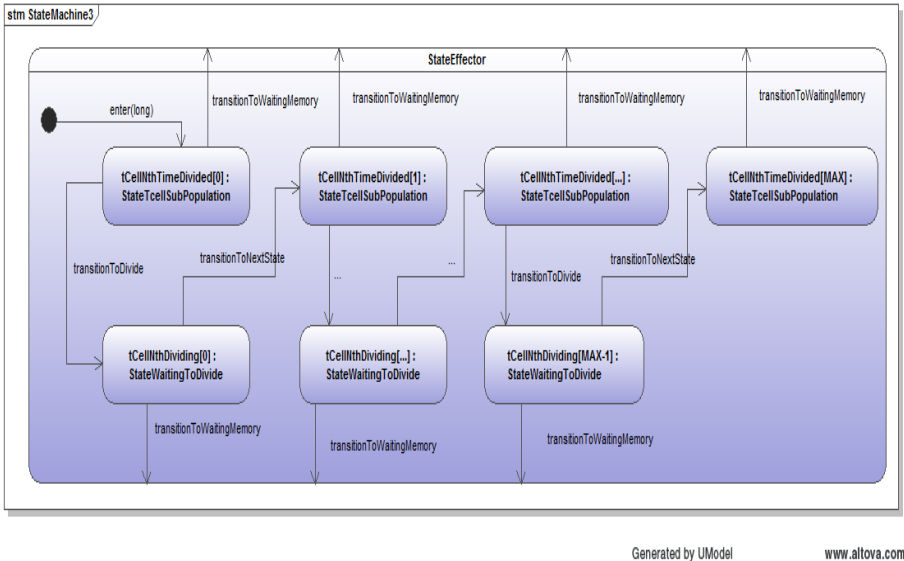 stm StateMachine3
StateEffector
transitionToWaitingMemory
transitionToWaitingMemory
transitionToWaitingMemory
transitionToWaitingMemory
enter(long)
tCellNthTimeDivided[0] :
StateTcellSubPopulation
tCellNthTimeDivided[1] :
StateTcellSubPopulation
tCellNthTimeDivided[...] :
StateTcellSubPopulation
tCellNthTimeDivided[MAX] :
StateTcellSubPopulation
transitionToDivide
transitionToNextState
...
...
transitionToDivide
transitionToNextState
tCellNthDividing[0] :
StateWaitingToDivide
tCellNthDividing[...] :
StateWaitingToDivide
tCellNthDividing[MAX-1] :
StateWaitingToDivide
transitionToWaitingMemory
transitionToWaitingMemory
transitionToWaitingMemory
Generated by UModel
www.altova.com